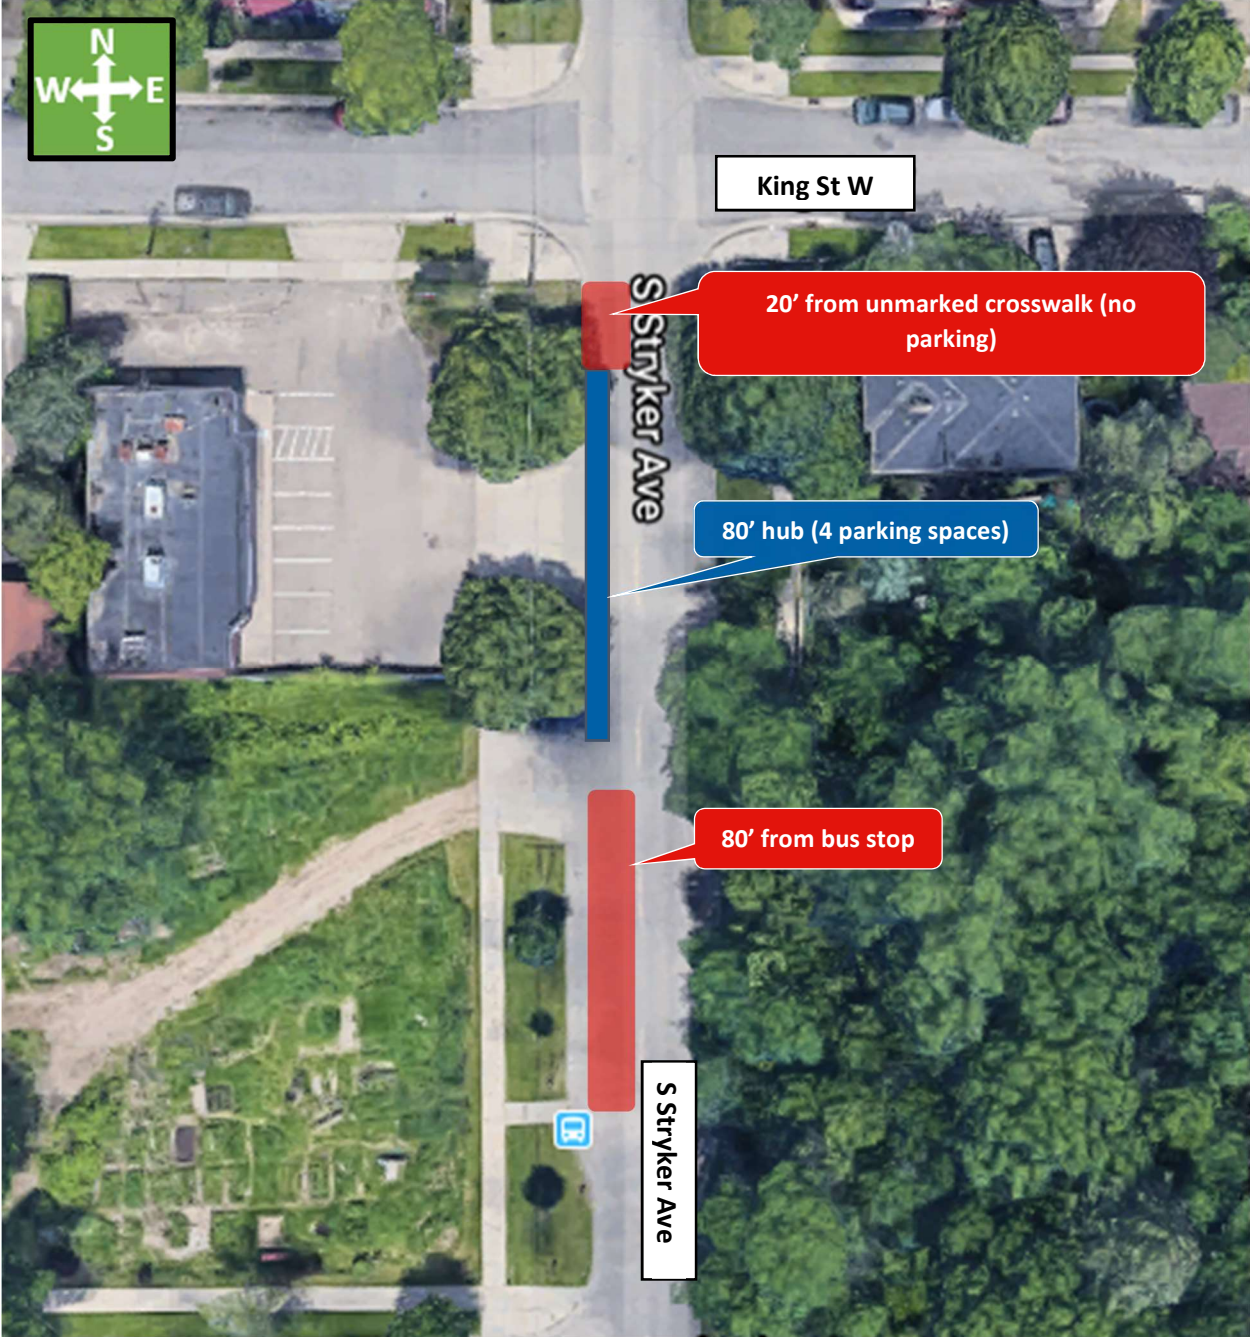 N
W E
S
King St W
20’ from unmarked crosswalk (no
parking)
S Stryker Ave
80’ hub (4 parking spaces)
80’ from bus stop
S Stryker Ave